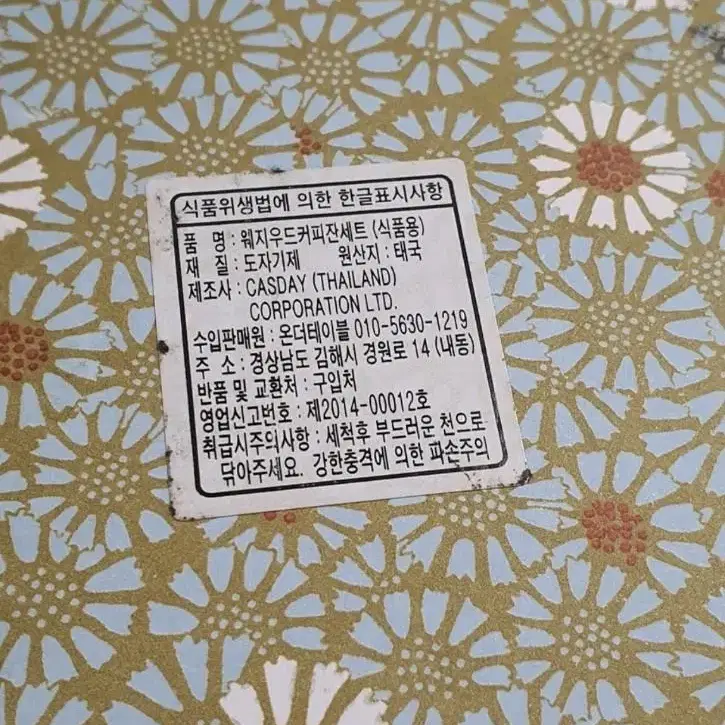 식품위생법에 의한 한글표시사항
품 명 : 웨지우드커피잔세트 (식품용)
재 질 : 도자기제 원산지 : 태국
제조사 : CASDAY (THAILAND)
CORPORATION LTD.
수입판매원 : 온더테이블 010-5630-1219
주 소 : 경상남도 김해시 경원로 14 (내동)
반품 및 교환처 : 구입처
영업신고번호 : 제2014-00012호
취급시주의사항 : 세척후 부드러운 천으로
닦아주세요. 강한충격에 의한 파손주의